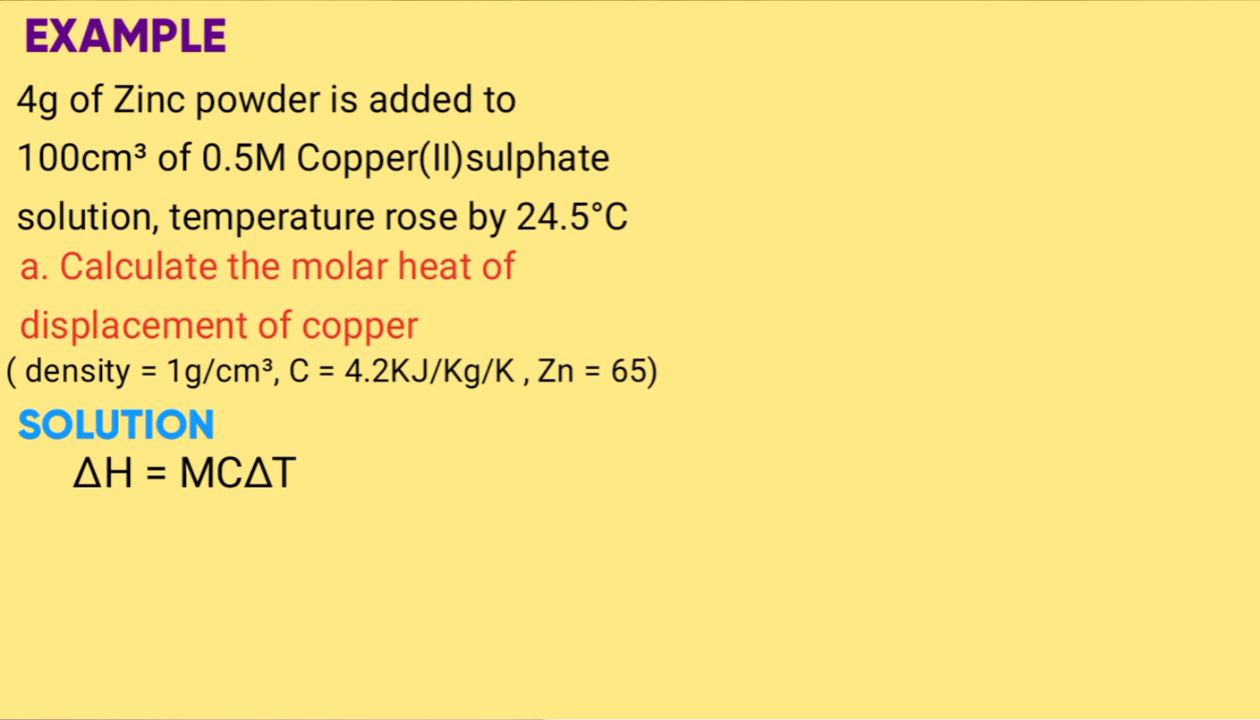 EXAMPLE
4g of Zinc powder is added to
100cm³ of 0.5M Copper(II)sulphate
solution, temperature rose by 24.5°C
a. Calculate the molar heat of
displacement of copper
( density = 1g/cm³, C = 4.2KJ/Kg/K , Zn = 65)
SOLUTION
ΔH = MCΔT